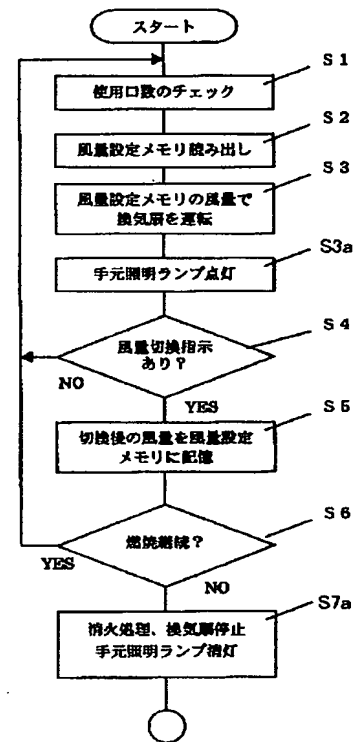 スタート
S1
使用口数のチェック
S2
風量設定メモリ読み出し
S3
風量設定メモリの風量で
換気扇を運転
S3a
手元照明ランプ点灯
S4
風量切換指示
あり?
NO
YES
S5
切換後の風量を風量設定
メモリに記憶
S6
燃焼継続?
YES
NO
S7a
消火処理、換気扇停止
手元照明ランプ消灯